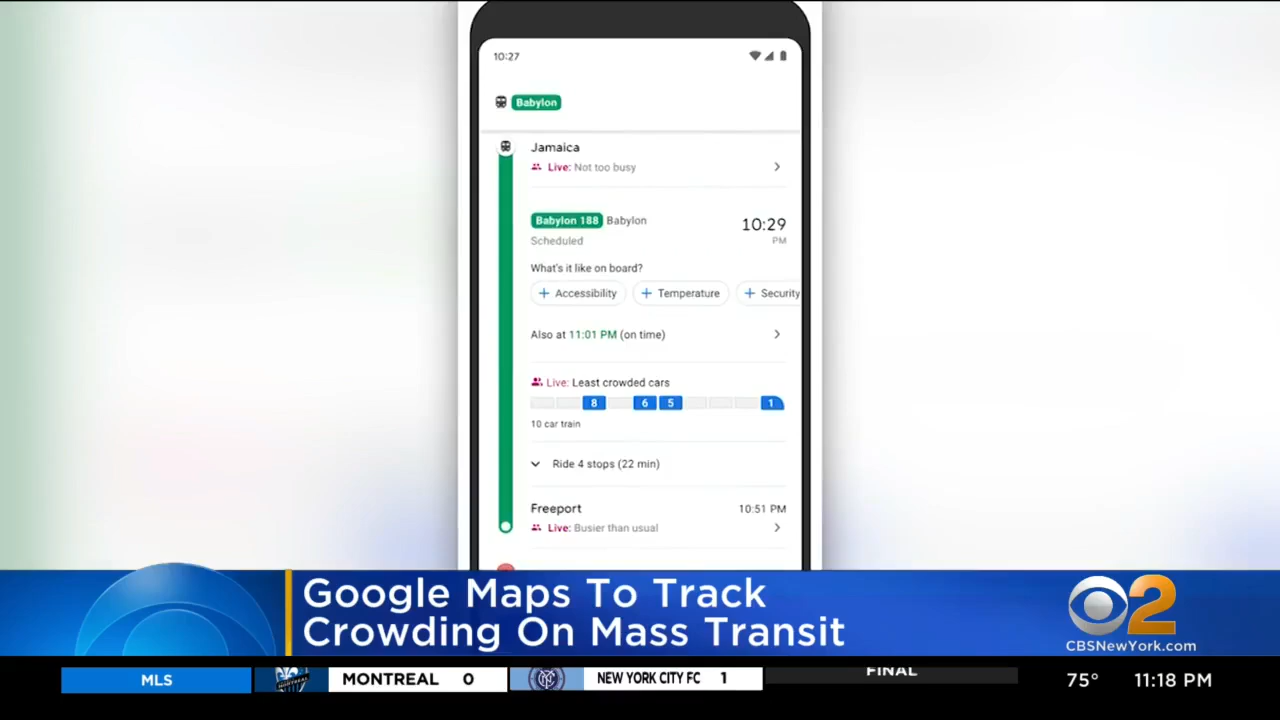 10:27
Babylon
Jamaica
Live: Not too busy
Babylon 188 Babylon
10:29
Scheduled
PM
What's it like on board?
+ Accessibility + Temperature + Security
Also at 11:01 PM (on time)
Live: Least crowded cars
8 6 5 1
10 car train
Ride 4 stops (22 min)
Freeport 10:51 PM
Live: Busier than usual
Google Maps To Track
Crowding On Mass Transit
2
CBSNewYork.com
MLS MONTREAL 0 NEW YORK CITY FC 1 FINAL 75° 11:18 PM